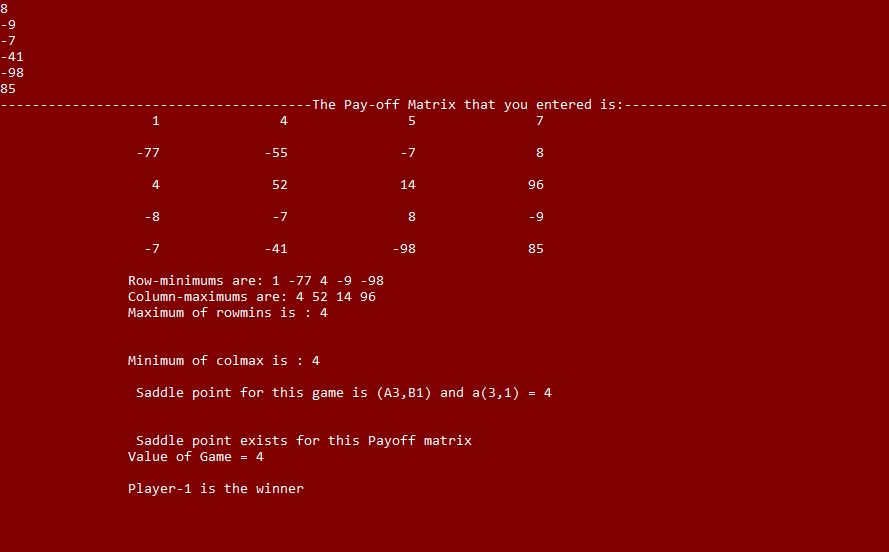 8
-9
-7
-41
-98
85
---------------------------------------The Pay-off Matrix that you entered is:---------------------------------
1 4 5 7
-77 -55 -7 8
4 52 14 96
-8 -7 8 -9
-7 -41 -98 85
Row-minimums are: 1 -77 4 -9 -98
Column-maximums are: 4 52 14 96
Maximum of rowmins is : 4
Minimum of colmax is : 4
Saddle point for this game is (A3,B1) and a(3,1) = 4
Saddle point exists for this Payoff matrix
Value of Game = 4
Player-1 is the winner